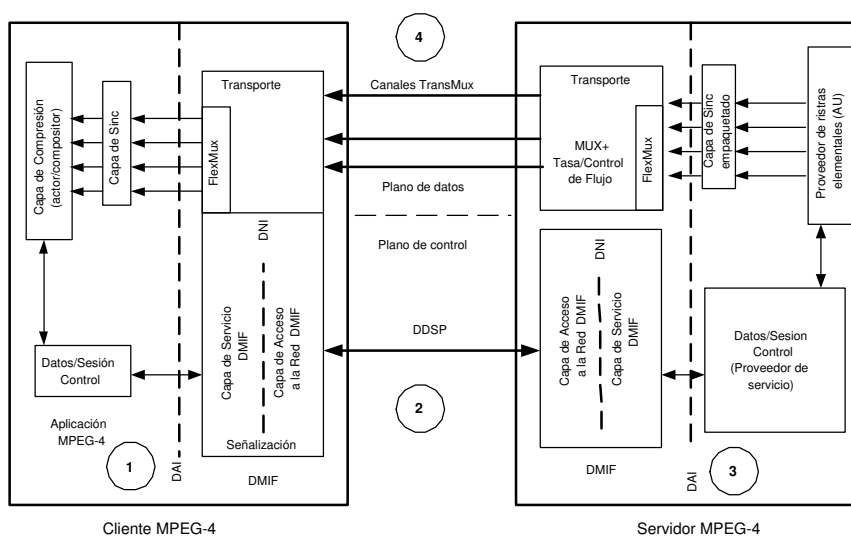 4
Capa de Compresión
(actor/compositor)
Capa de Sinc
Transporte
FlexMux
Canales TransMux
Plano de datos
Plano de control
Transporte
MUX+
Tasa/Control
de Flujo
FlexMux
Capa de Sinc
empaquetado
Proveedor de ristras
elementales (AU)
DNI
Capa de Servicio
DMIF
Capa de Acceso
a la Red DMIF
Señalización
DDSP
DNI
Capa de Acceso
a la Red DMIF
Capa de Servicio
DMIF
Datos/Sesión
Control
Datos/Sesion
Control
(Proveedor de
servicio)
Aplicación
MPEG-4
1
DAI
DMIF
2
DMIF
DAI
3
Cliente MPEG-4
Servidor MPEG-4